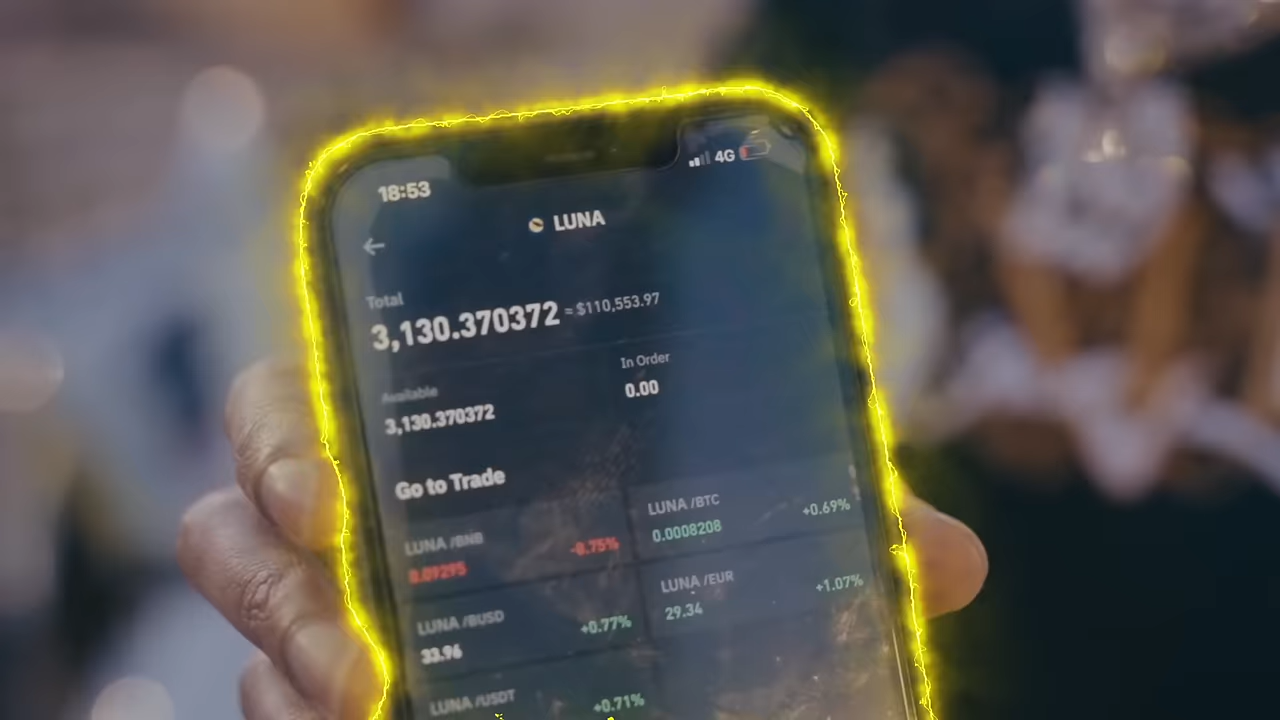 18:53
4G
LUNA
Total
3,130.370372 ≈ $110,553.97
Available
3,130.370372
In Order
0.00
Go to Trade
LUNA /BNB
0.09295 -0.75%
LUNA /BTC
0.0008208 +0.69%
LUNA /BUSD
33.96 +0.77%
LUNA /EUR
29.34 +1.07%
LUNA /USDT
+0.71%